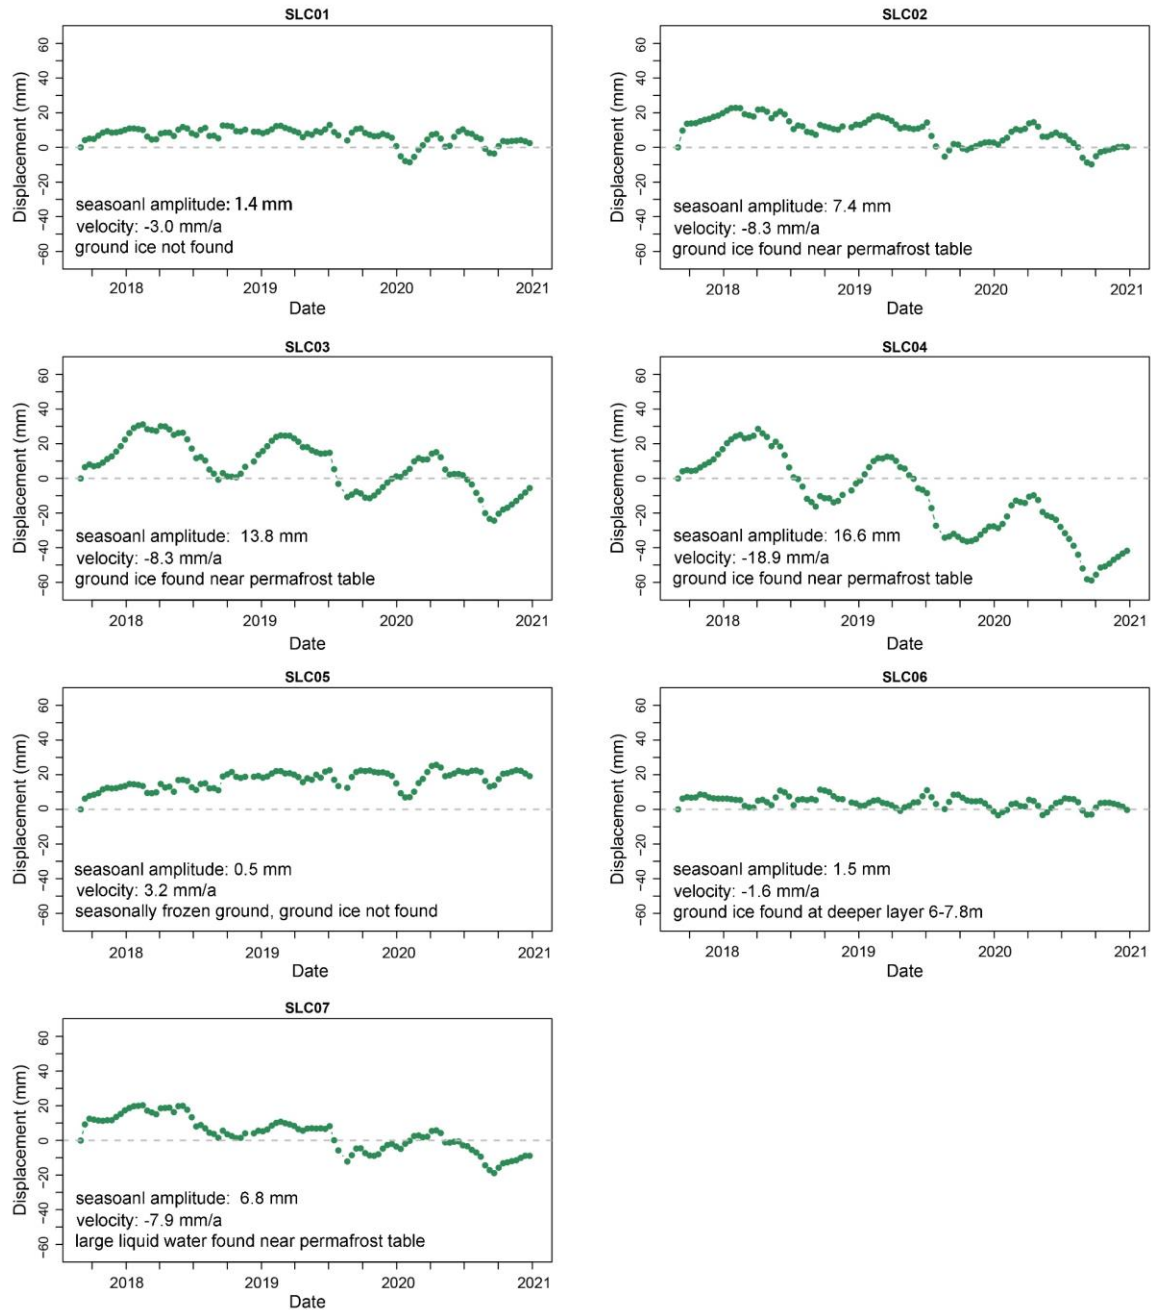 SLC01
Displacement (mm)
60
40
20
0
−20
−40
−60
seasoanl amplitude: 1.4 mm
velocity: -3.0 mm/a
ground ice not found
2018 2019 2020 2021
Date
SLC02
Displacement (mm)
60
40
20
0
−20
−40
−60
seasoanl amplitude: 7.4 mm
velocity: -8.3 mm/a
ground ice found near permafrost table
2018 2019 2020 2021
Date
SLC03
Displacement (mm)
60
40
20
0
−20
−40
−60
seasoanl amplitude: 13.8 mm
velocity: -8.3 mm/a
ground ice found near permafrost table
2018 2019 2020 2021
Date
SLC04
Displacement (mm)
60
40
20
0
−20
−40
−60
seasoanl amplitude: 16.6 mm
velocity: -18.9 mm/a
ground ice found near permafrost table
2018 2019 2020 2021
Date
SLC05
Displacement (mm)
60
40
20
0
−20
−40
−60
seasoanl amplitude: 0.5 mm
velocity: 3.2 mm/a
seasonally frozen ground, ground ice not found
2018 2019 2020 2021
Date
SLC06
Displacement (mm)
60
40
20
0
−20
−40
−60
seasoanl amplitude: 1.5 mm
velocity: -1.6 mm/a
ground ice found at deeper layer 6-7.8m
2018 2019 2020 2021
Date
SLC07
Displacement (mm)
60
40
20
0
−20
−40
−60
seasoanl amplitude: 6.8 mm
velocity: -7.9 mm/a
large liquid water found near permafrost table
2018 2019 2020 2021
Date